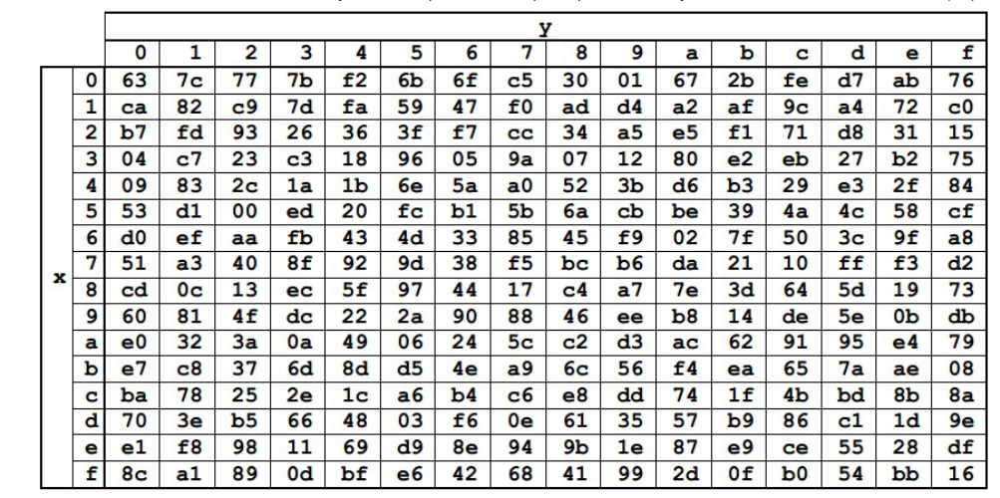 y
0 1 2 3 4 5 6 7 8 9 a b c d e f
0 63 7c 77 7b f2 6b 6f c5 30 01 67 2b fe d7 ab 76
1 ca 82 c9 7d fa 59 47 f0 ad d4 a2 af 9c a4 72 c0
2 b7 fd 93 26 36 3f f7 cc 34 a5 e5 f1 71 d8 31 15
3 04 c7 23 c3 18 96 05 9a 07 12 80 e2 eb 27 b2 75
4 09 83 2c 1a 1b 6e 5a a0 52 3b d6 b3 29 e3 2f 84
5 53 d1 00 ed 20 fc b1 5b 6a cb be 39 4a 4c 58 cf
6 d0 ef aa fb 43 4d 33 85 45 f9 02 7f 50 3c 9f a8
7 51 a3 40 8f 92 9d 38 f5 bc b6 da 21 10 ff f3 d2
x
8 cd 0c 13 ec 5f 97 44 17 c4 a7 7e 3d 64 5d 19 73
9 60 81 4f dc 22 2a 90 88 46 ee b8 14 de 5e 0b db
a e0 32 3a 0a 49 06 24 5c c2 d3 ac 62 91 95 e4 79
b e7 c8 37 6d 8d d5 4e a9 6c 56 f4 ea 65 7a ae 08
c ba 78 25 2e 1c a6 b4 c6 e8 dd 74 1f 4b bd 8b 8a
d 70 3e b5 66 48 03 f6 0e 61 35 57 b9 86 c1 1d 9e
e e1 f8 98 11 69 d9 8e 94 9b 1e 87 e9 ce 55 28 df
f 8c a1 89 0d bf e6 42 68 41 99 2d 0f b0 54 bb 16